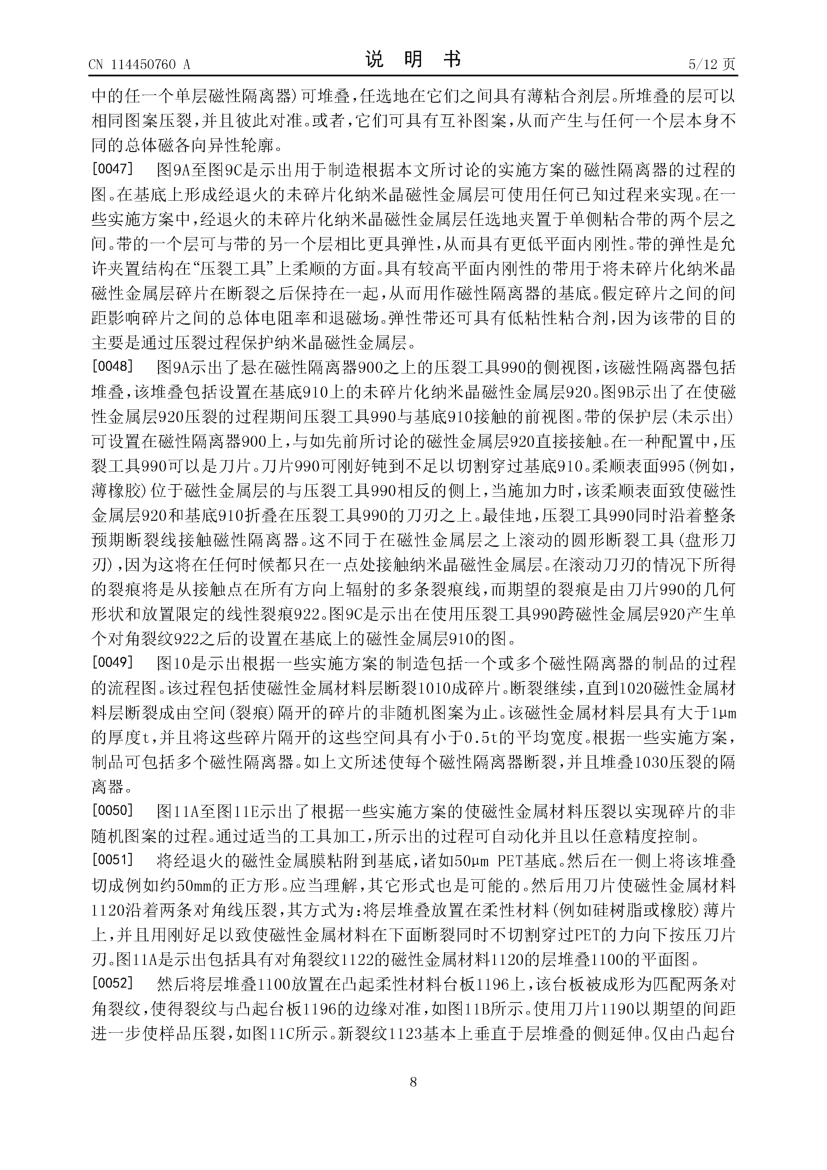 CN 114450760 A
说 明 书
5/12 页
中的任一个单层磁性隔离器)可堆叠,任选地在它们之间具有薄粘合剂层。所堆叠的层可以
相同图案压裂,并且彼此对准。或者,它们可具有互补图案,从而产生与任何一个层本身不
同的总体磁各向异性轮廓。
[0047] 图9A至图9C是示出用于制造根据本文所讨论的实施方案的磁性隔离器的过程的
图。在基底上形成经退火的未碎片化纳米晶磁性金属层可使用任何已知过程来实现。在一
些实施方案中,经退火的未碎片化纳米晶磁性金属层任选地夹置于单侧粘合带的两个层之
间。带的一个层可与带的另一个层相比更具弹性,从而具有更低平面内刚性。带的弹性是允
许夹置结构在“压裂工具”上柔顺的方面。具有较高平面内刚性的带用于将未碎片化纳米晶
磁性金属层碎片在断裂之后保持在一起,从而用作磁性隔离器的基底。假定碎片之间的间
距影响碎片之间的总体电阻率和退磁场。弹性带还可具有低粘性粘合剂,因为该带的目的
主要是通过压裂过程保护纳米晶磁性金属层。
[0048] 图9A示出了悬在磁性隔离器900之上的压裂工具990的侧视图,该磁性隔离器包括
堆叠,该堆叠包括设置在基底910上的未碎片化纳米晶磁性金属层920。图9B示出了在使磁
性金属层920压裂的过程期间压裂工具990与基底910接触的前视图。带的保护层(未示出)
可设置在磁性隔离器900上,与如先前所讨论的磁性金属层920直接接触。在一种配置中,压
裂工具990可以是刀片。刀片990可刚好钝到不足以切割穿过基底910。柔顺表面995(例如,
薄橡胶)位于磁性金属层的与压裂工具990相反的侧上,当施加力时,该柔顺表面致使磁性
金属层920和基底910折叠在压裂工具990的刀刃之上。最佳地,压裂工具990同时沿着整条
预期断裂线接触磁性隔离器。这不同于在磁性金属层之上滚动的圆形断裂工具(盘形刀
刃),因为这将在任何时候都只在一点处接触纳米晶磁性金属层。在滚动刀刃的情况下所得
的裂痕将是从接触点在所有方向上辐射的多条裂痕线,而期望的裂痕是由刀片990的几何
形状和放置限定的线性裂痕922。图9C是示出在使用压裂工具990跨磁性金属层920产生单
个对角裂纹922之后的设置在基底上的磁性金属层910的图。
[0049] 图10是示出根据一些实施方案的制造包括一个或多个磁性隔离器的制品的过程
的流程图。该过程包括使磁性金属材料层断裂1010成碎片。断裂继续,直到1020磁性金属材
料层断裂成由空间(裂痕)隔开的碎片的非随机图案为止。该磁性金属材料层具有大于1μm
的厚度t,并且将这些碎片隔开的这些空间具有小于0.5t的平均宽度。根据一些实施方案,
制品可包括多个磁性隔离器。如上文所述使每个磁性隔离器断裂,并且堆叠1030压裂的隔
离器。
[0050] 图11A至图11E示出了根据一些实施方案的使磁性金属材料压裂以实现碎片的非
随机图案的过程。通过适当的工具加工,所示出的过程可自动化并且以任意精度控制。
[0051] 将经退火的磁性金属膜粘附到基底,诸如50μm PET基底。然后在一侧上将该堆叠
切成例如约50mm的正方形。应当理解,其它形式也是可能的。然后用刀片使磁性金属材料
1120沿着两条对角线压裂,其方式为:将层堆叠放置在柔性材料(例如硅树脂或橡胶)薄片
上,并且用刚好足以致使磁性金属材料在下面断裂同时不切割穿过PET的力向下按压刀片
刃。图11A是示出包括具有对角裂纹1122的磁性金属材料1120的层堆叠1100的平面图。
[0052] 然后将层堆叠1100放置在凸起柔性材料台板1196上,该台板被成形为匹配两条对
角裂纹,使得裂纹与凸起台板1196的边缘对准,如图11B所示。使用刀片1190以期望的间距
进一步使样品压裂,如图11C所示。新裂纹1123基本上垂直于层堆叠的侧延伸。仅由凸起台
8